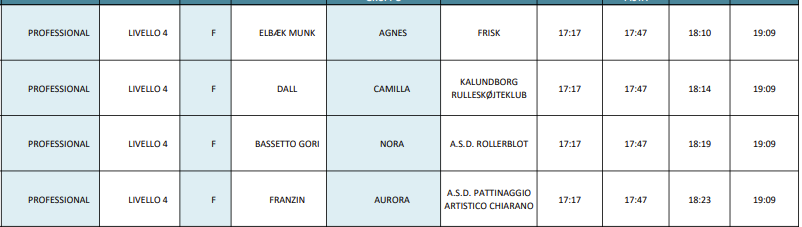 PROFESSIONAL LIVELLO 4 F ELBÆK MUNK AGNES FRISK 17:17 17:47 18:10 19:09
PROFESSIONAL LIVELLO 4 F DALL CAMILLA KALUNDBORG RULLESKØJTEKLUB 17:17 17:47 18:14 19:09
PROFESSIONAL LIVELLO 4 F BASSETTO GORI NORA A.S.D. ROLLERBLOT 17:17 17:47 18:19 19:09
PROFESSIONAL LIVELLO 4 F FRANZIN AURORA A.S.D. PATTINAGGIO ARTISTICO CHIARANO 17:17 17:47 18:23 19:09